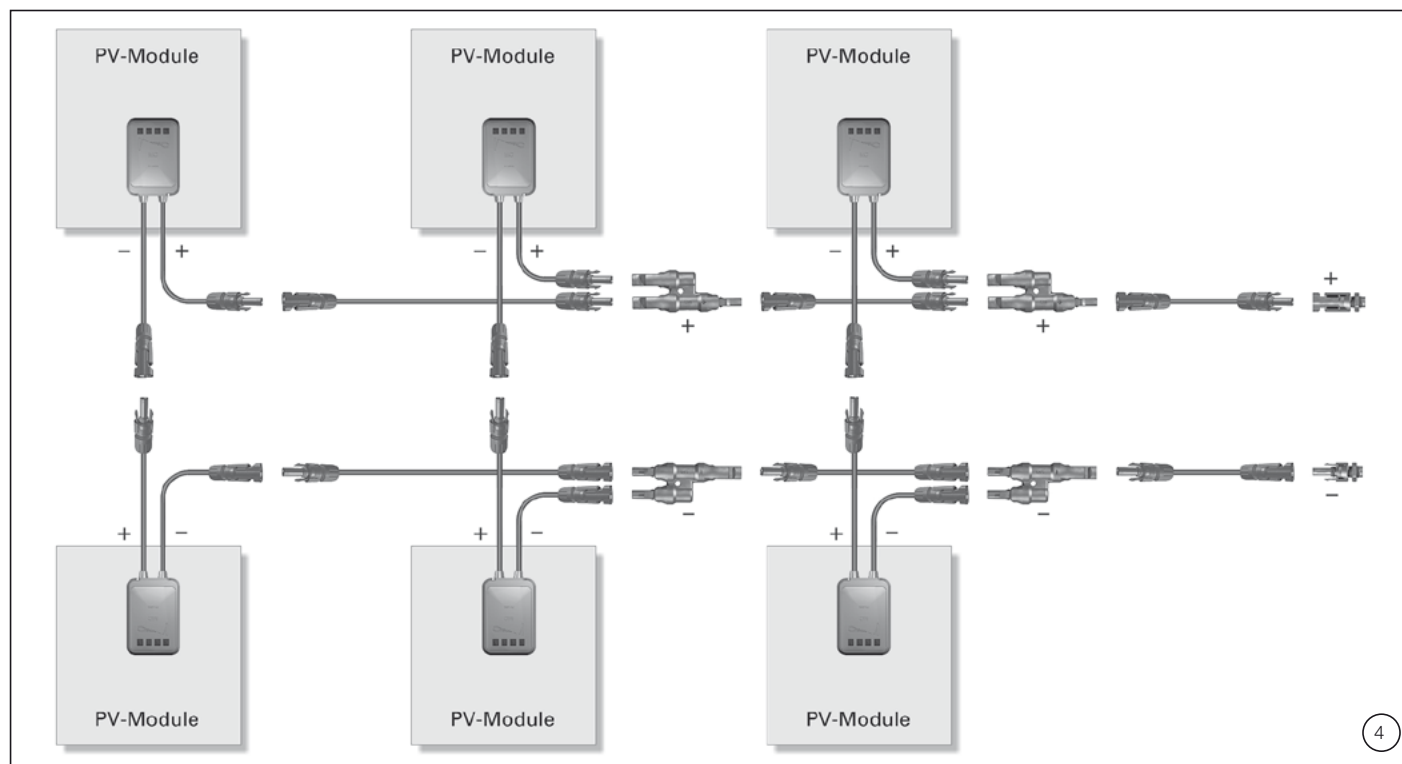 PV-Module PV-Module PV-Module
− + − + − +
+
+ +
− −
−
+ − + − + −
PV-Module PV-Module PV-Module
4